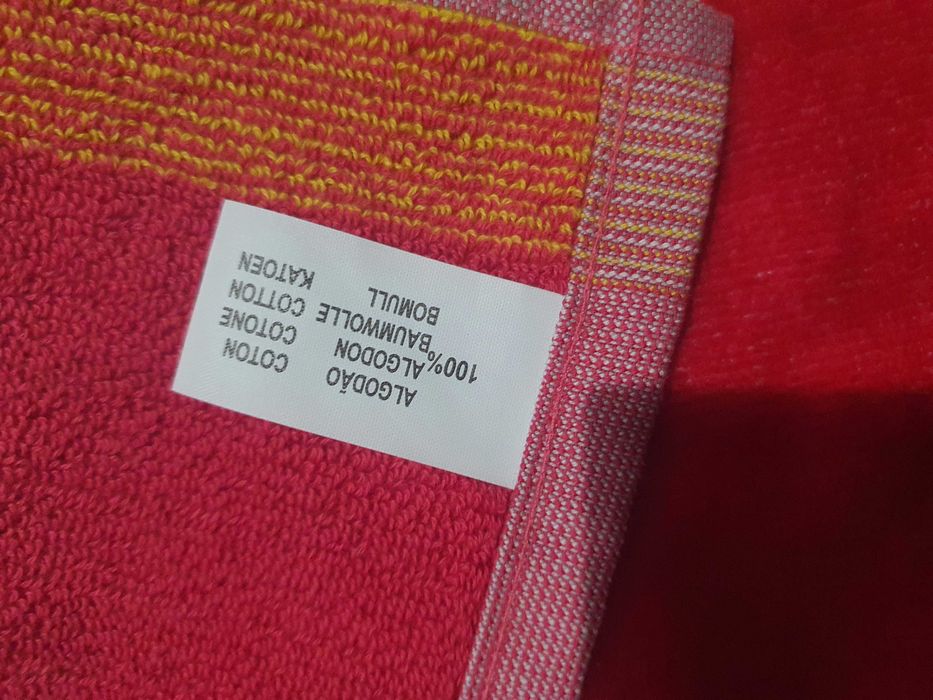 ALGODÃO COTON
100% ALGODON COTONE
BAUMWOLLE COTTON
BOMULL KATOEN